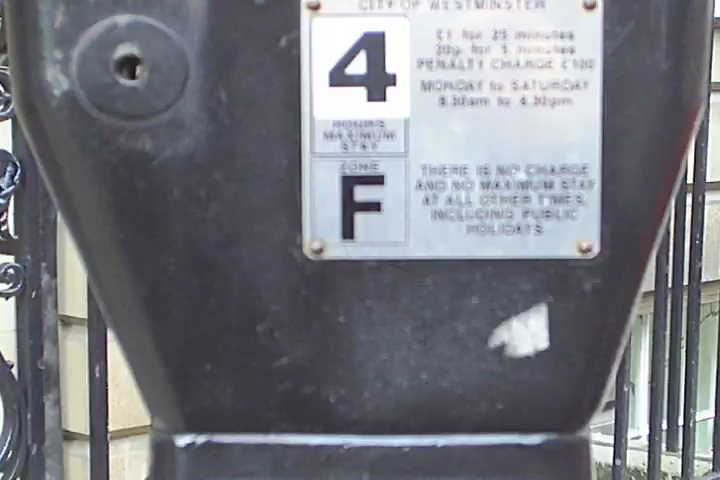 CITY OF WESTMINSTER
4
HOURS
MAXIMUM
STAY
ZONE
F
£1 for 25 minutes
20p for 5 minutes
PENALTY CHARGE £100
MONDAY to SATURDAY
8.30am to 6.30pm
THERE IS NO CHARGE
AND NO MAXIMUM STAY
AT ALL OTHER TIMES,
INCLUDING PUBLIC
HOLIDAYS